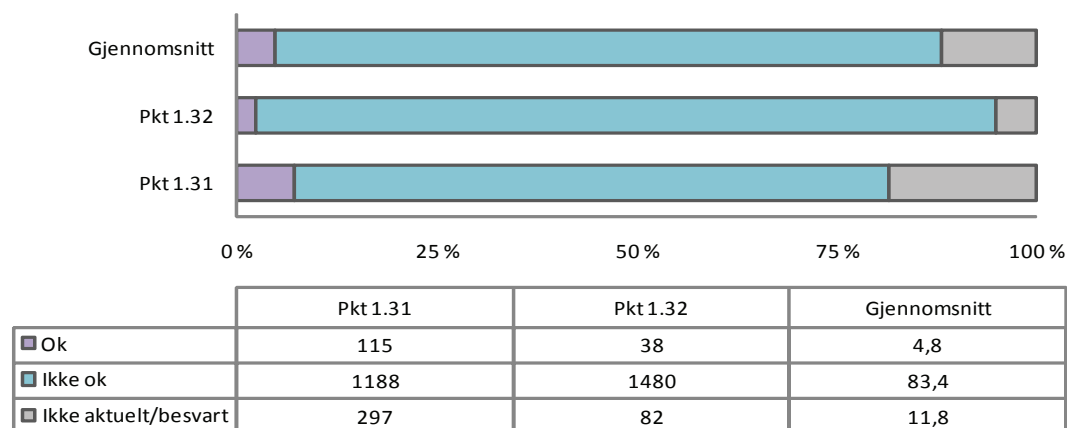 Gjennomsnitt
Pkt 1.32
Pkt 1.31
0 % 25 % 50 % 75 % 100 %
Pkt 1.31 Pkt 1.32 Gjennomsnitt
Ok 115 38 4,8
Ikke ok 1188 1480 83,4
Ikke aktuelt/besvart 297 82 11,8